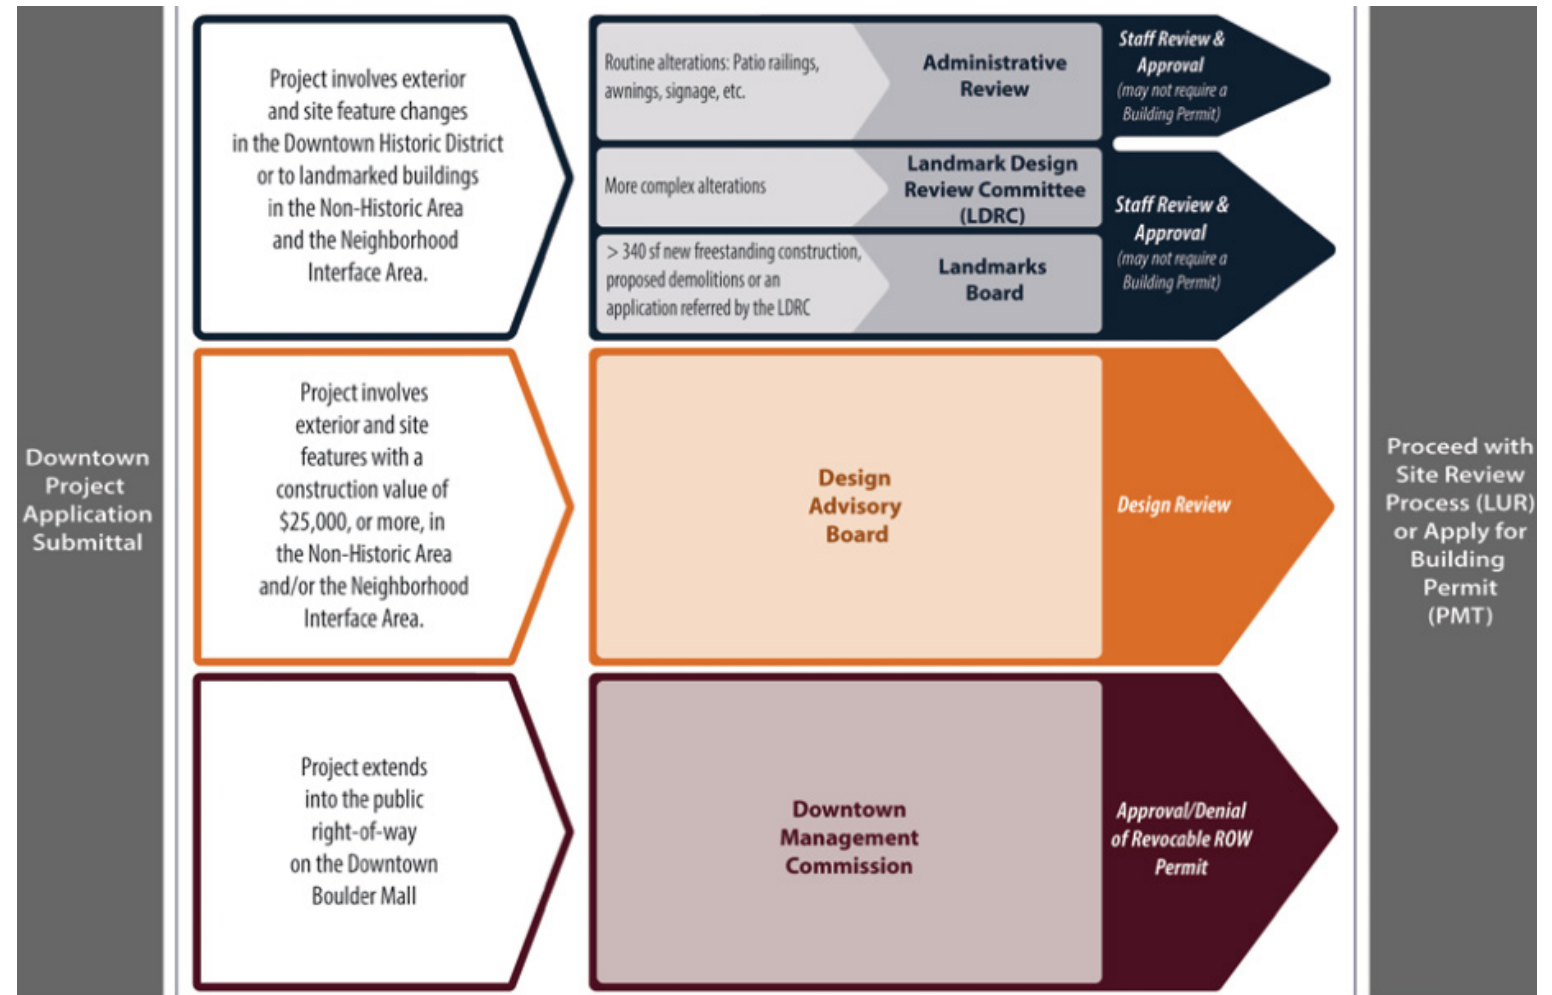 Downtown
Project
Application
Submittal
Project involves exterior
and site feature changes
in the Downtown Historic District
or to landmarked buildings
in the Non-Historic Area
and the Neighborhood
Interface Area.
Routine alterations: Patio railings,
awnings, signage, etc.
Administrative
Review
Staff Review &
Approval
(may not require a
Building Permit)
More complex alterations
Landmark Design
Review Committee
(LDRC)
> 340 sf new freestanding construction,
proposed demolitions or an
application referred by the LDRC
Landmarks
Board
Staff Review &
Approval
(may not require a
Building Permit)
Project involves
exterior and site
features with a
construction value of
$25,000, or more, in
the Non-Historic Area
and/or the Neighborhood
Interface Area.
Design
Advisory
Board
Design Review
Project extends
into the public
right-of-way
on the Downtown
Boulder Mall
Downtown
Management
Commission
Approval/Denial
of Revocable ROW
Permit
Proceed with
Site Review
Process (LUR)
or Apply for
Building
Permit
(PMT)